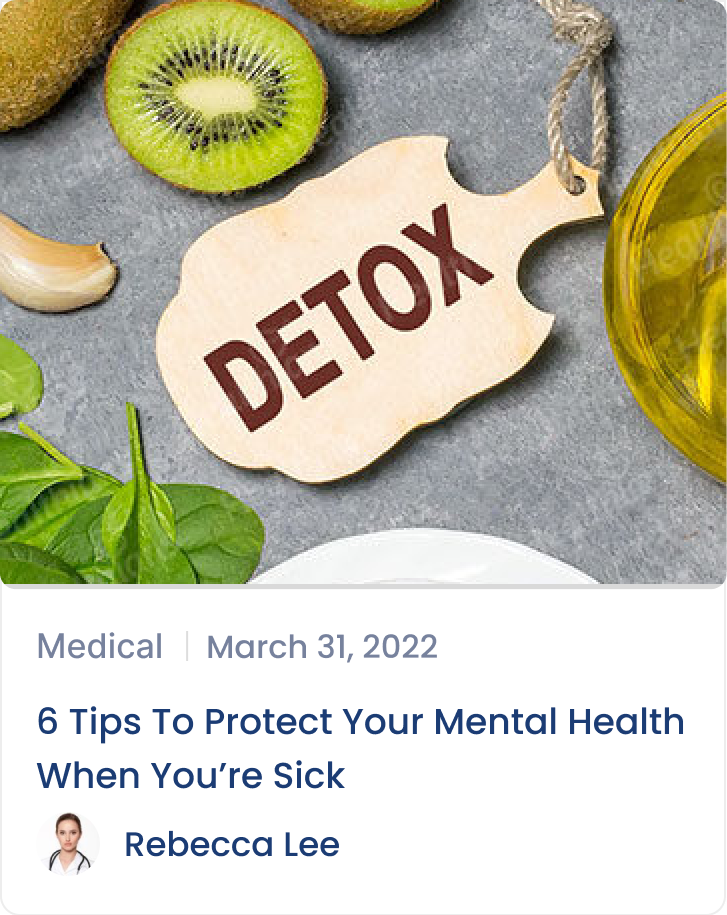 DETOX
Medical | March 31, 2022
6 Tips To Protect Your Mental Health
When You’re Sick
Rebecca Lee